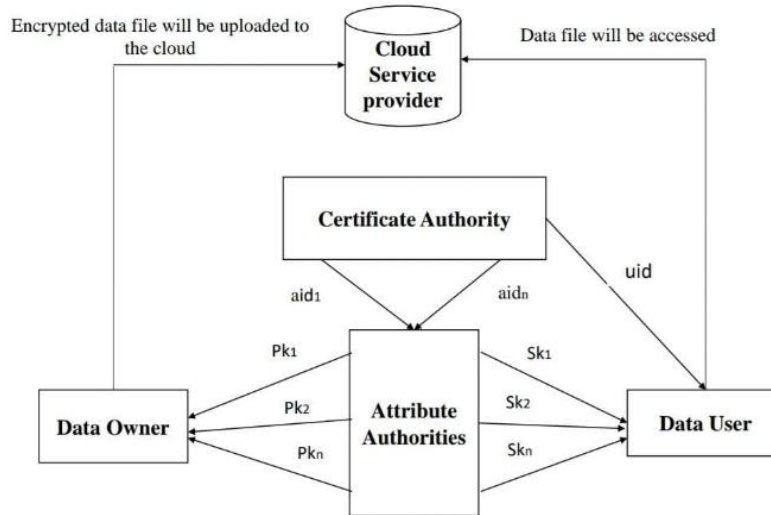 Encrypted data file will be uploaded to
the cloud
Cloud
Service
provider
Data file will be accessed
Certificate Authority
aid1
aidn
uid
Pk1
Pk2
Pkn
Attribute
Authorities
Sk1
Sk2
Skn
Data Owner
Data User